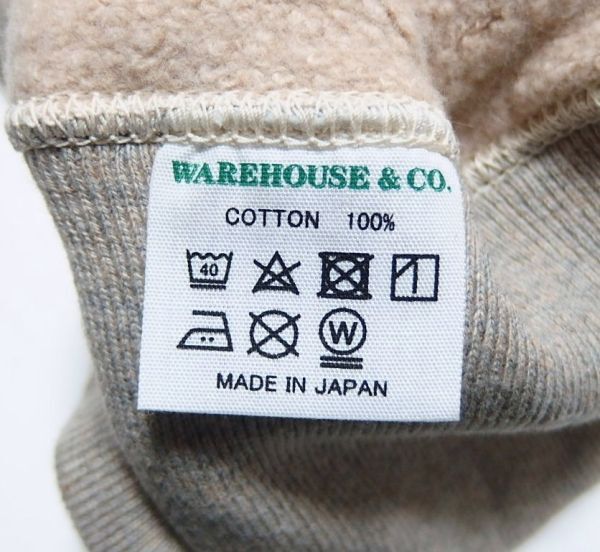 WAREHOUSE & CO.
COTTON 100%
40
W
MADE IN JAPAN